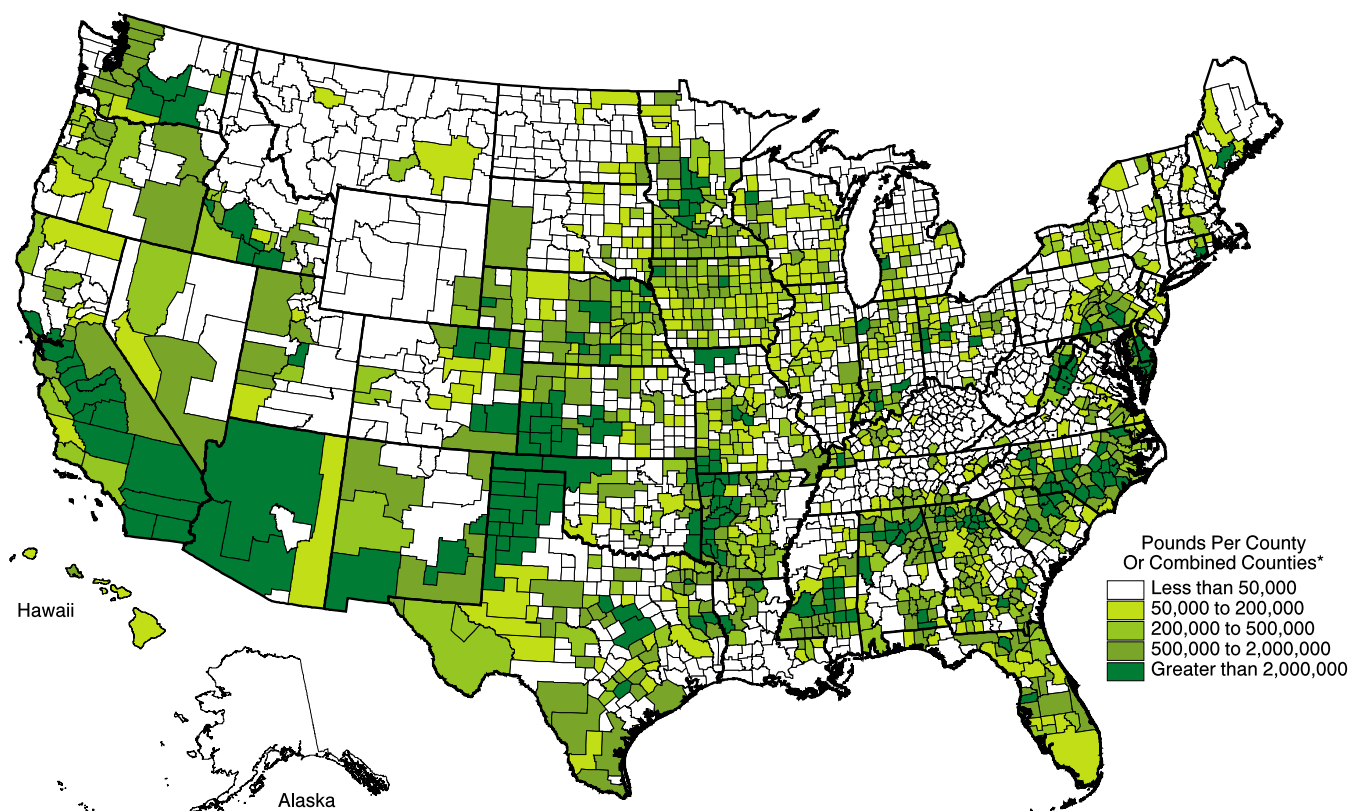 Pounds Per County
Or Combined Counties*
Less than 50,000
50,000 to 200,000
200,000 to 500,000
500,000 to 2,000,000
Greater than 2,000,000
Hawaii
Alaska